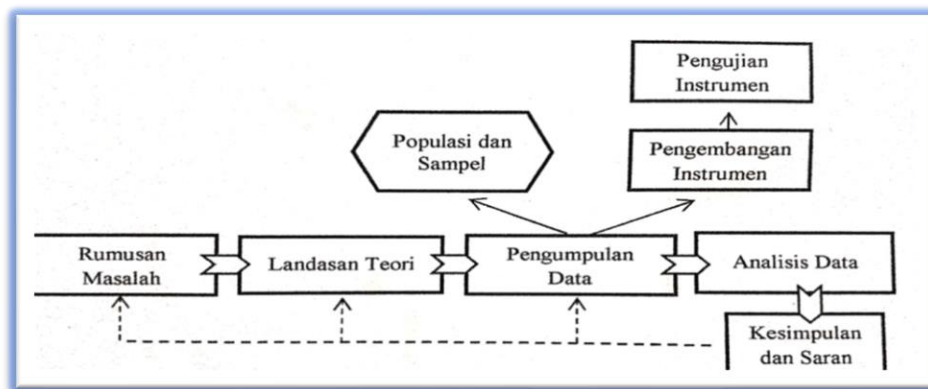 Pengujian
Instrumen
Populasi dan
Sampel
Pengembangan
Instrumen
Rumusan
Masalah
Landasan Teori
Pengumpulan
Data
Analisis Data
Kesimpulan
dan Saran